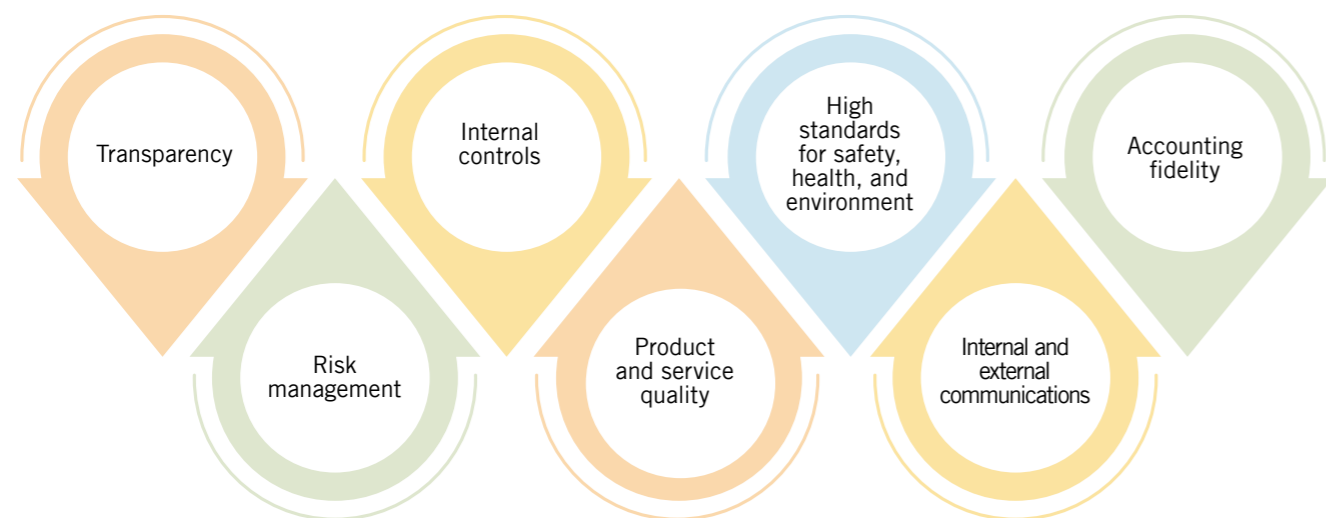 Transparency
Risk
management
Internal
controls
Product
and service
quality
High
standards
for safety,
health, and
environment
Internal and
external
communications
Accounting
fidelity